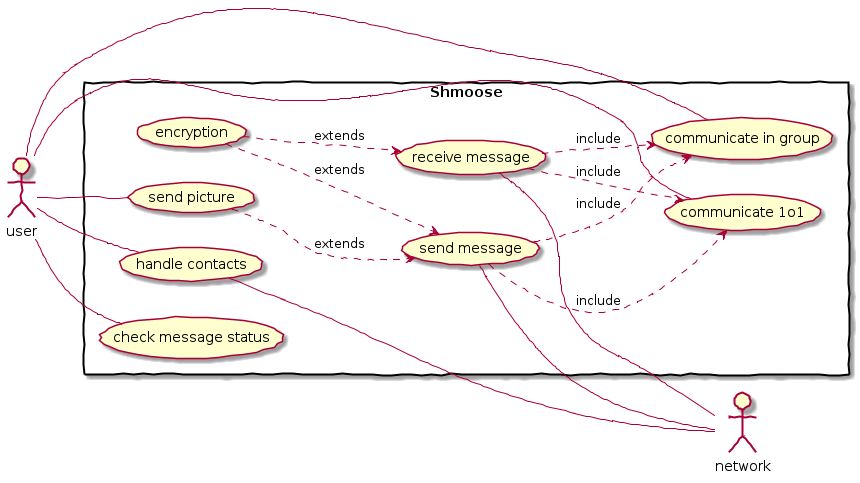 Shmoose
encryption
extends
receive message
include
communicate in group
include
extends
send picture
include
communicate 1o1
user
extends
send message
handle contacts
include
check message status
network